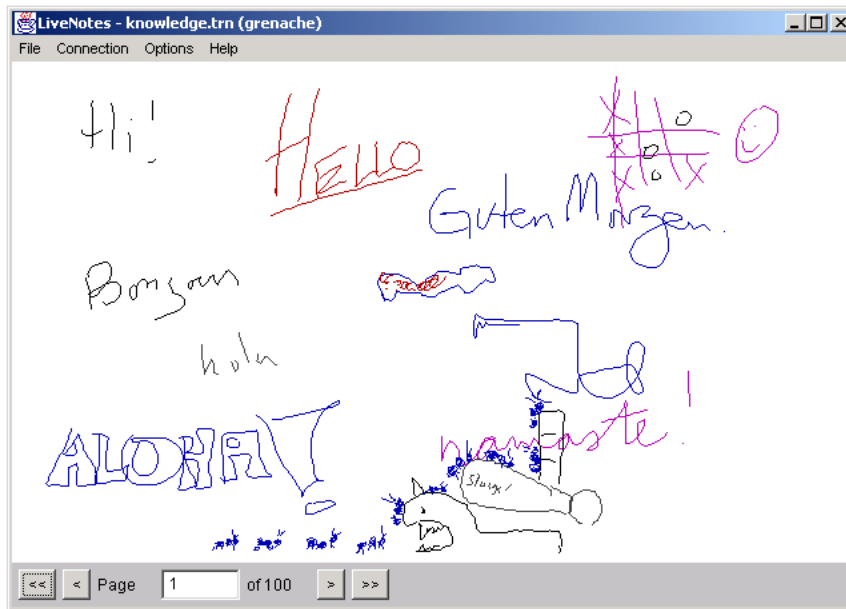 LiveNotes - knowledge.trn (grenache)
File Connection Options Help
Hi!
HELLO
X O
X O
X O X
Guten Morgen.
Bonjour
hola
namaste!
ALOHA!
Slurp!
<< < Page 1 of 100 > >>